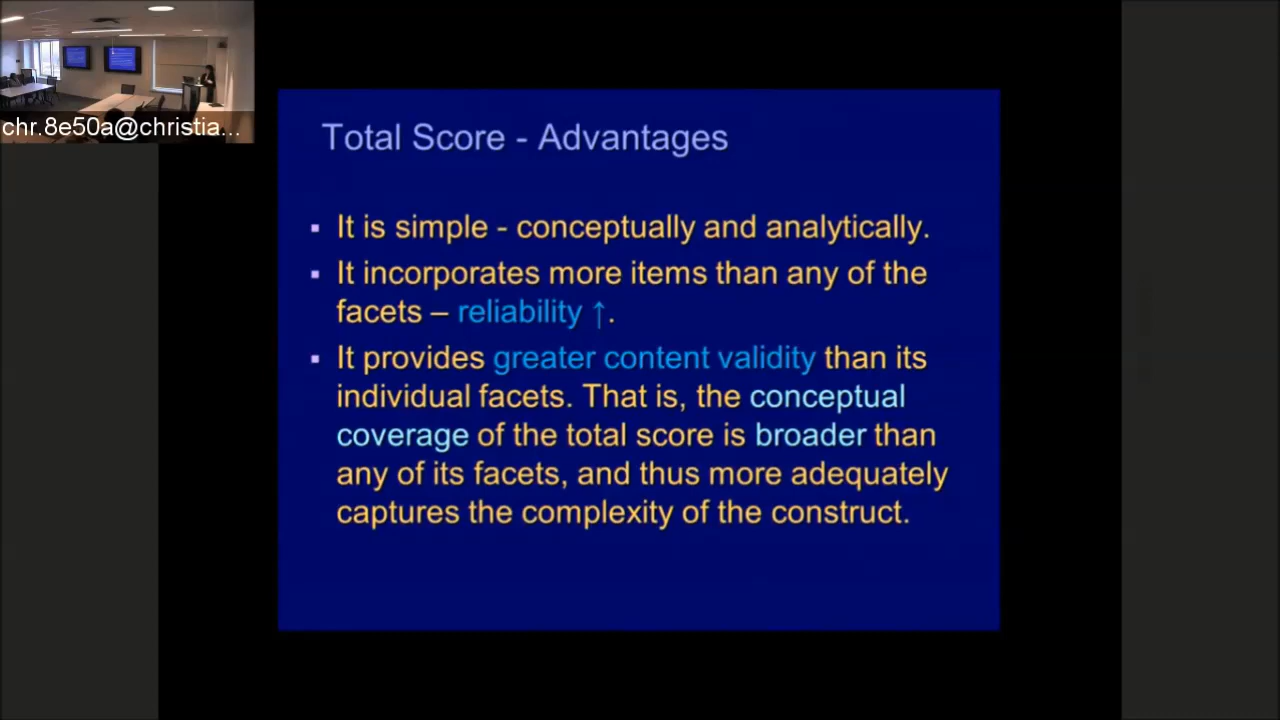 chr.8e50a@christia...
Total Score - Advantages
▪ It is simple - conceptually and analytically.
▪ It incorporates more items than any of the
facets – reliability ↑.
▪ It provides greater content validity than its
individual facets. That is, the conceptual
coverage of the total score is broader than
any of its facets, and thus more adequately
captures the complexity of the construct.